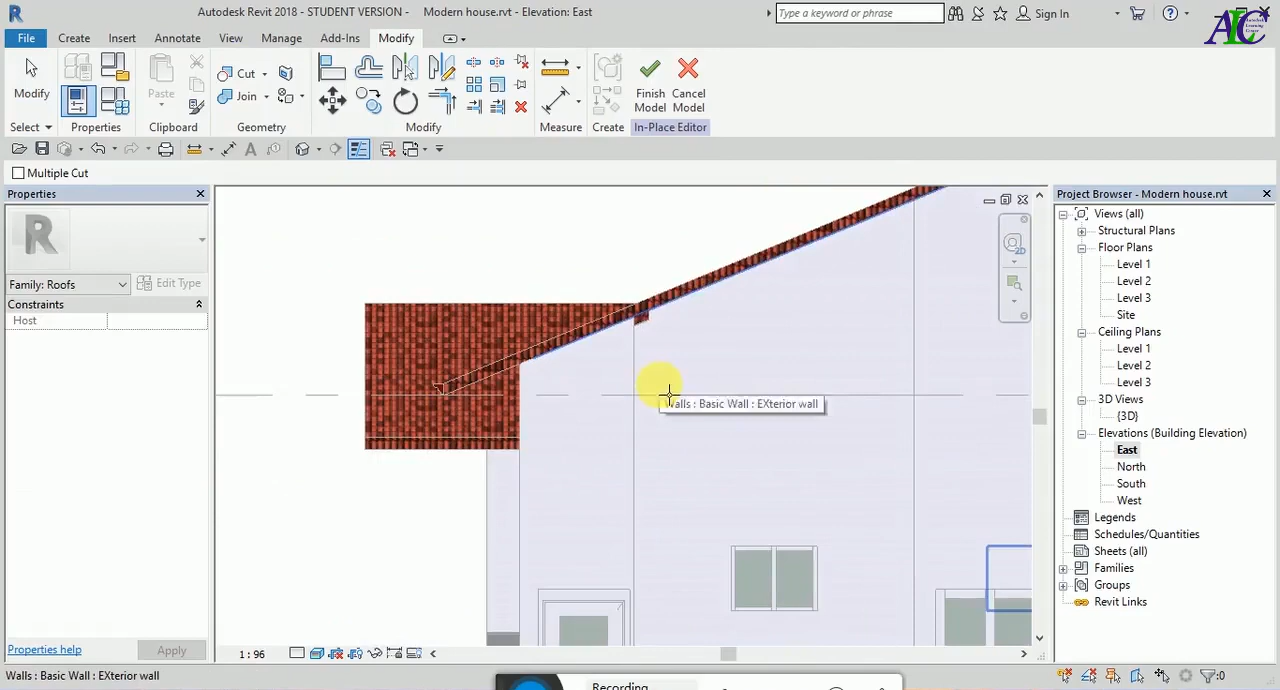 Autodesk Revit 2018 - STUDENT VERSION - Modern house.rvt - Elevation: East
Type a keyword or phrase
Sign In
ALC
File Create Insert Annotate View Manage Add-Ins Modify
Modify
Paste
Cut
Join
Finish Model
Cancel Model
Select Properties Clipboard Geometry Modify Measure Create In-Place Editor
Multiple Cut
Properties
R
Family: Roofs
Edit Type
Constraints
Host
Properties help
Apply
2D
Walls : Basic Wall : EXterior wall
1 : 96
Project Browser - Modern house.rvt
Views (all)
Structural Plans
Floor Plans
Level 1
Level 2
Level 3
Site
Ceiling Plans
Level 1
Level 2
Level 3
3D Views
{3D}
Elevations (Building Elevation)
East
North
South
West
Legends
Schedules/Quantities
Sheets (all)
Families
Groups
Revit Links
Walls : Basic Wall : EXterior wall
:0
Recording